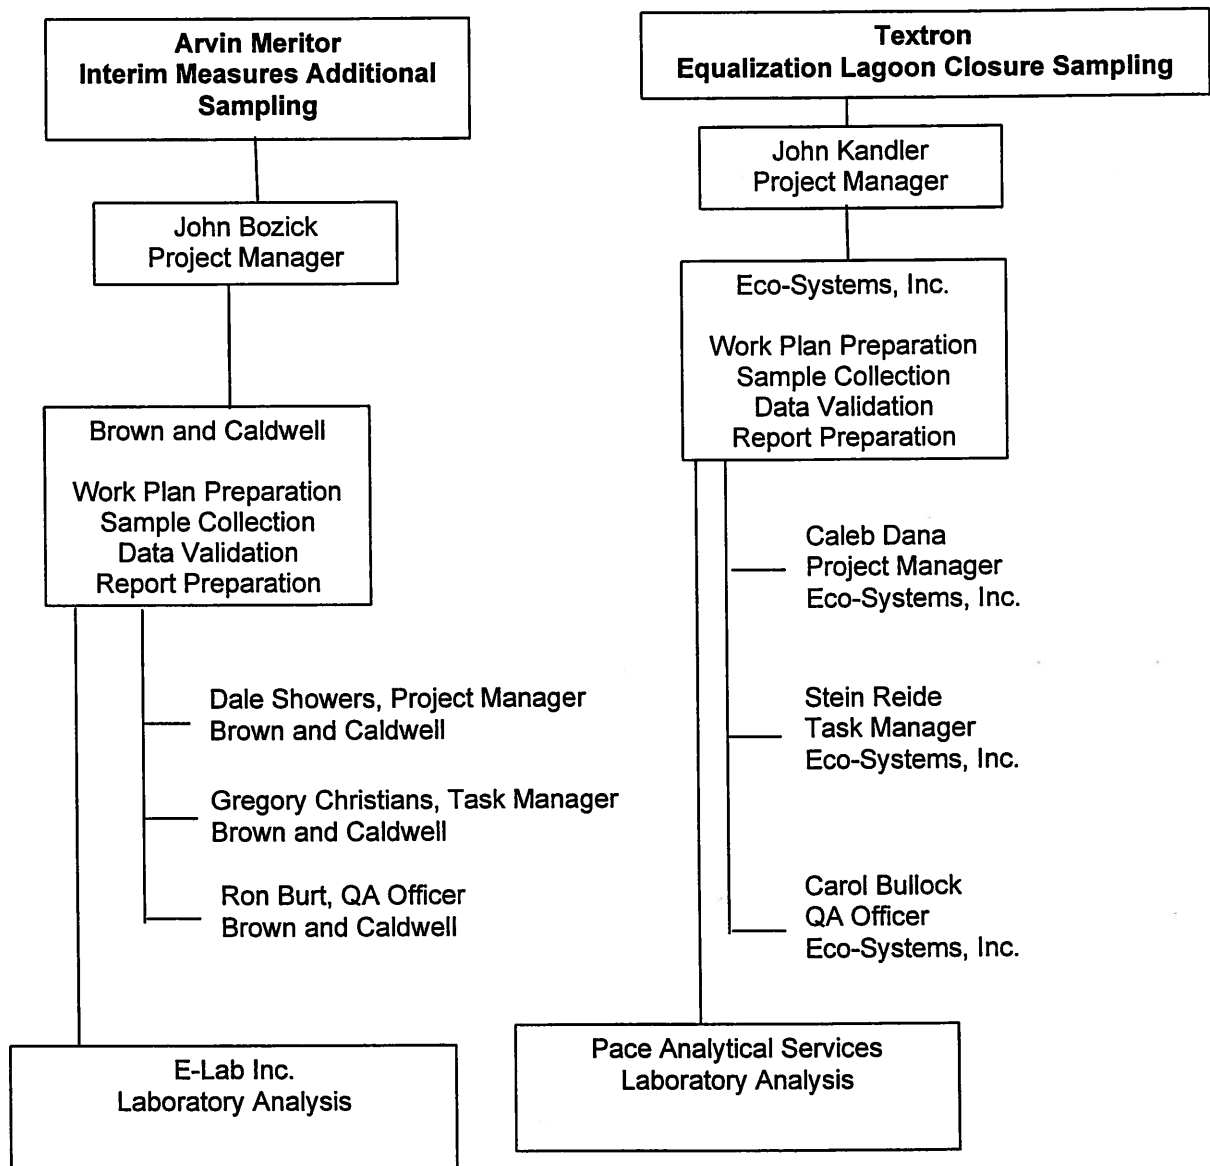 Arvin Meritor
Interim Measures Additional
Sampling
John Bozick
Project Manager
Brown and Caldwell
Work Plan Preparation
Sample Collection
Data Validation
Report Preparation
Dale Showers, Project Manager
Brown and Caldwell
Gregory Christians, Task Manager
Brown and Caldwell
Ron Burt, QA Officer
Brown and Caldwell
E-Lab Inc.
Laboratory Analysis
Textron
Equalization Lagoon Closure Sampling
John Kandler
Project Manager
Eco-Systems, Inc.
Work Plan Preparation
Sample Collection
Data Validation
Report Preparation
Caleb Dana
Project Manager
Eco-Systems, Inc.
Stein Reide
Task Manager
Eco-Systems, Inc.
Carol Bullock
QA Officer
Eco-Systems, Inc.
Pace Analytical Services
Laboratory Analysis